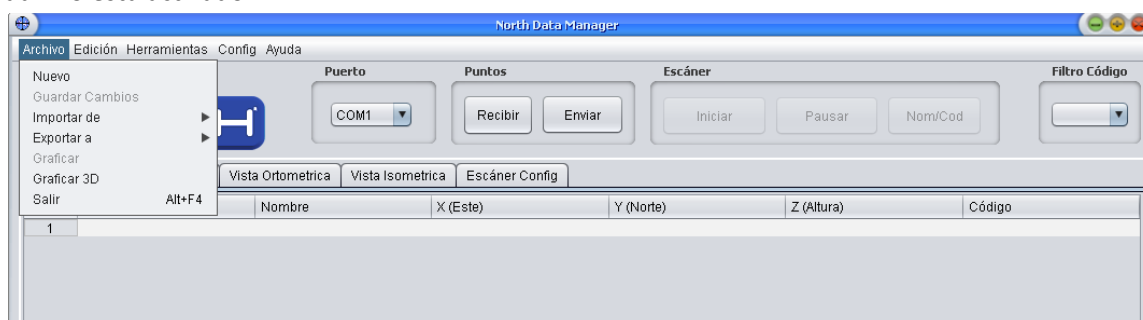 North Data Manager
Archivo Edición Herramientas Config Ayuda
Nuevo
Guardar Cambios
Importar de
Exportar a
Graficar
Graficar 3D
Salir Alt+F4
Puerto
COM1
Puntos
Recibir Enviar
Escáner
Iniciar Pausar Nom/Cod
Filtro Código
Vista Ortometrica Vista Isometrica Escáner Config
Nombre X (Este) Y (Norte) Z (Altura) Código
1